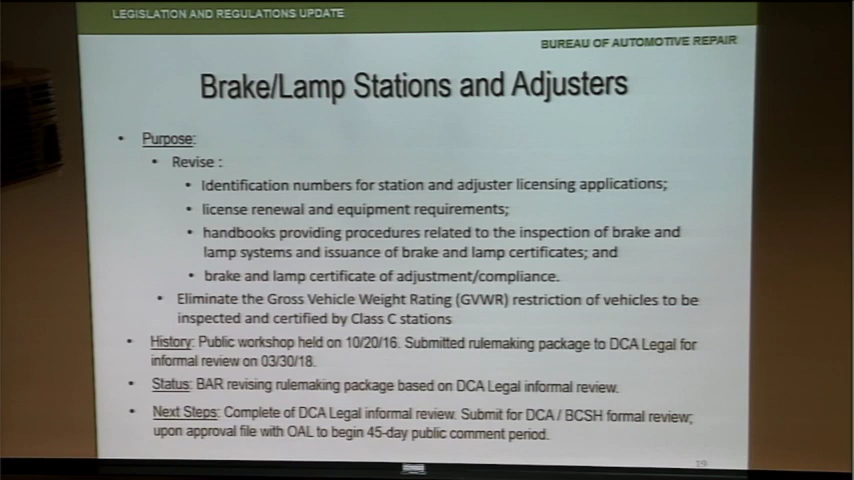 LEGISLATION AND REGULATIONS UPDATE
BUREAU OF AUTOMOTIVE REPAIR
Brake/Lamp Stations and Adjusters
• Purpose:
• Revise :
• Identification numbers for station and adjuster licensing applications;
• license renewal and equipment requirements;
• handbooks providing procedures related to the inspection of brake and
lamp systems and issuance of brake and lamp certificates; and
• brake and lamp certificate of adjustment/compliance.
• Eliminate the Gross Vehicle Weight Rating (GVWR) restriction of vehicles to be
inspected and certified by Class C stations
• History: Public workshop held on 10/20/16. Submitted rulemaking package to DCA Legal for
informal review on 03/30/18.
• Status: BAR revising rulemaking package based on DCA Legal informal review.
• Next Steps: Complete of DCA Legal informal review. Submit for DCA / BCSH formal review;
upon approval file with OAL to begin 45-day public comment period.
19